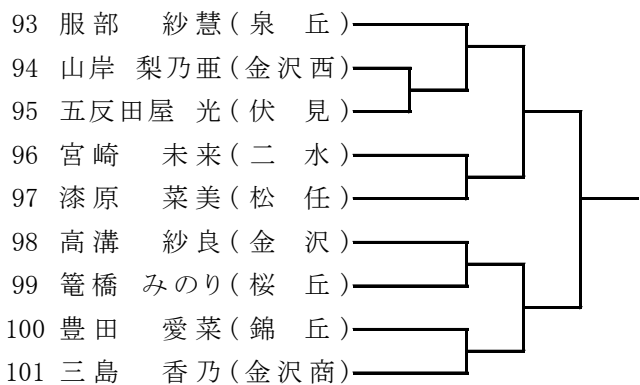 93 服部 紗慧(泉 丘)
94 山岸 梨乃亜(金沢西)
95 五反田屋 光(伏 見)
96 宮崎 未来(二 水)
97 漆原 菜美(松 任)
98 高溝 紗良(金 沢)
99 篭橋 みのり(桜 丘)
100 豊田 愛菜(錦 丘)
101 三島 香乃(金沢商)